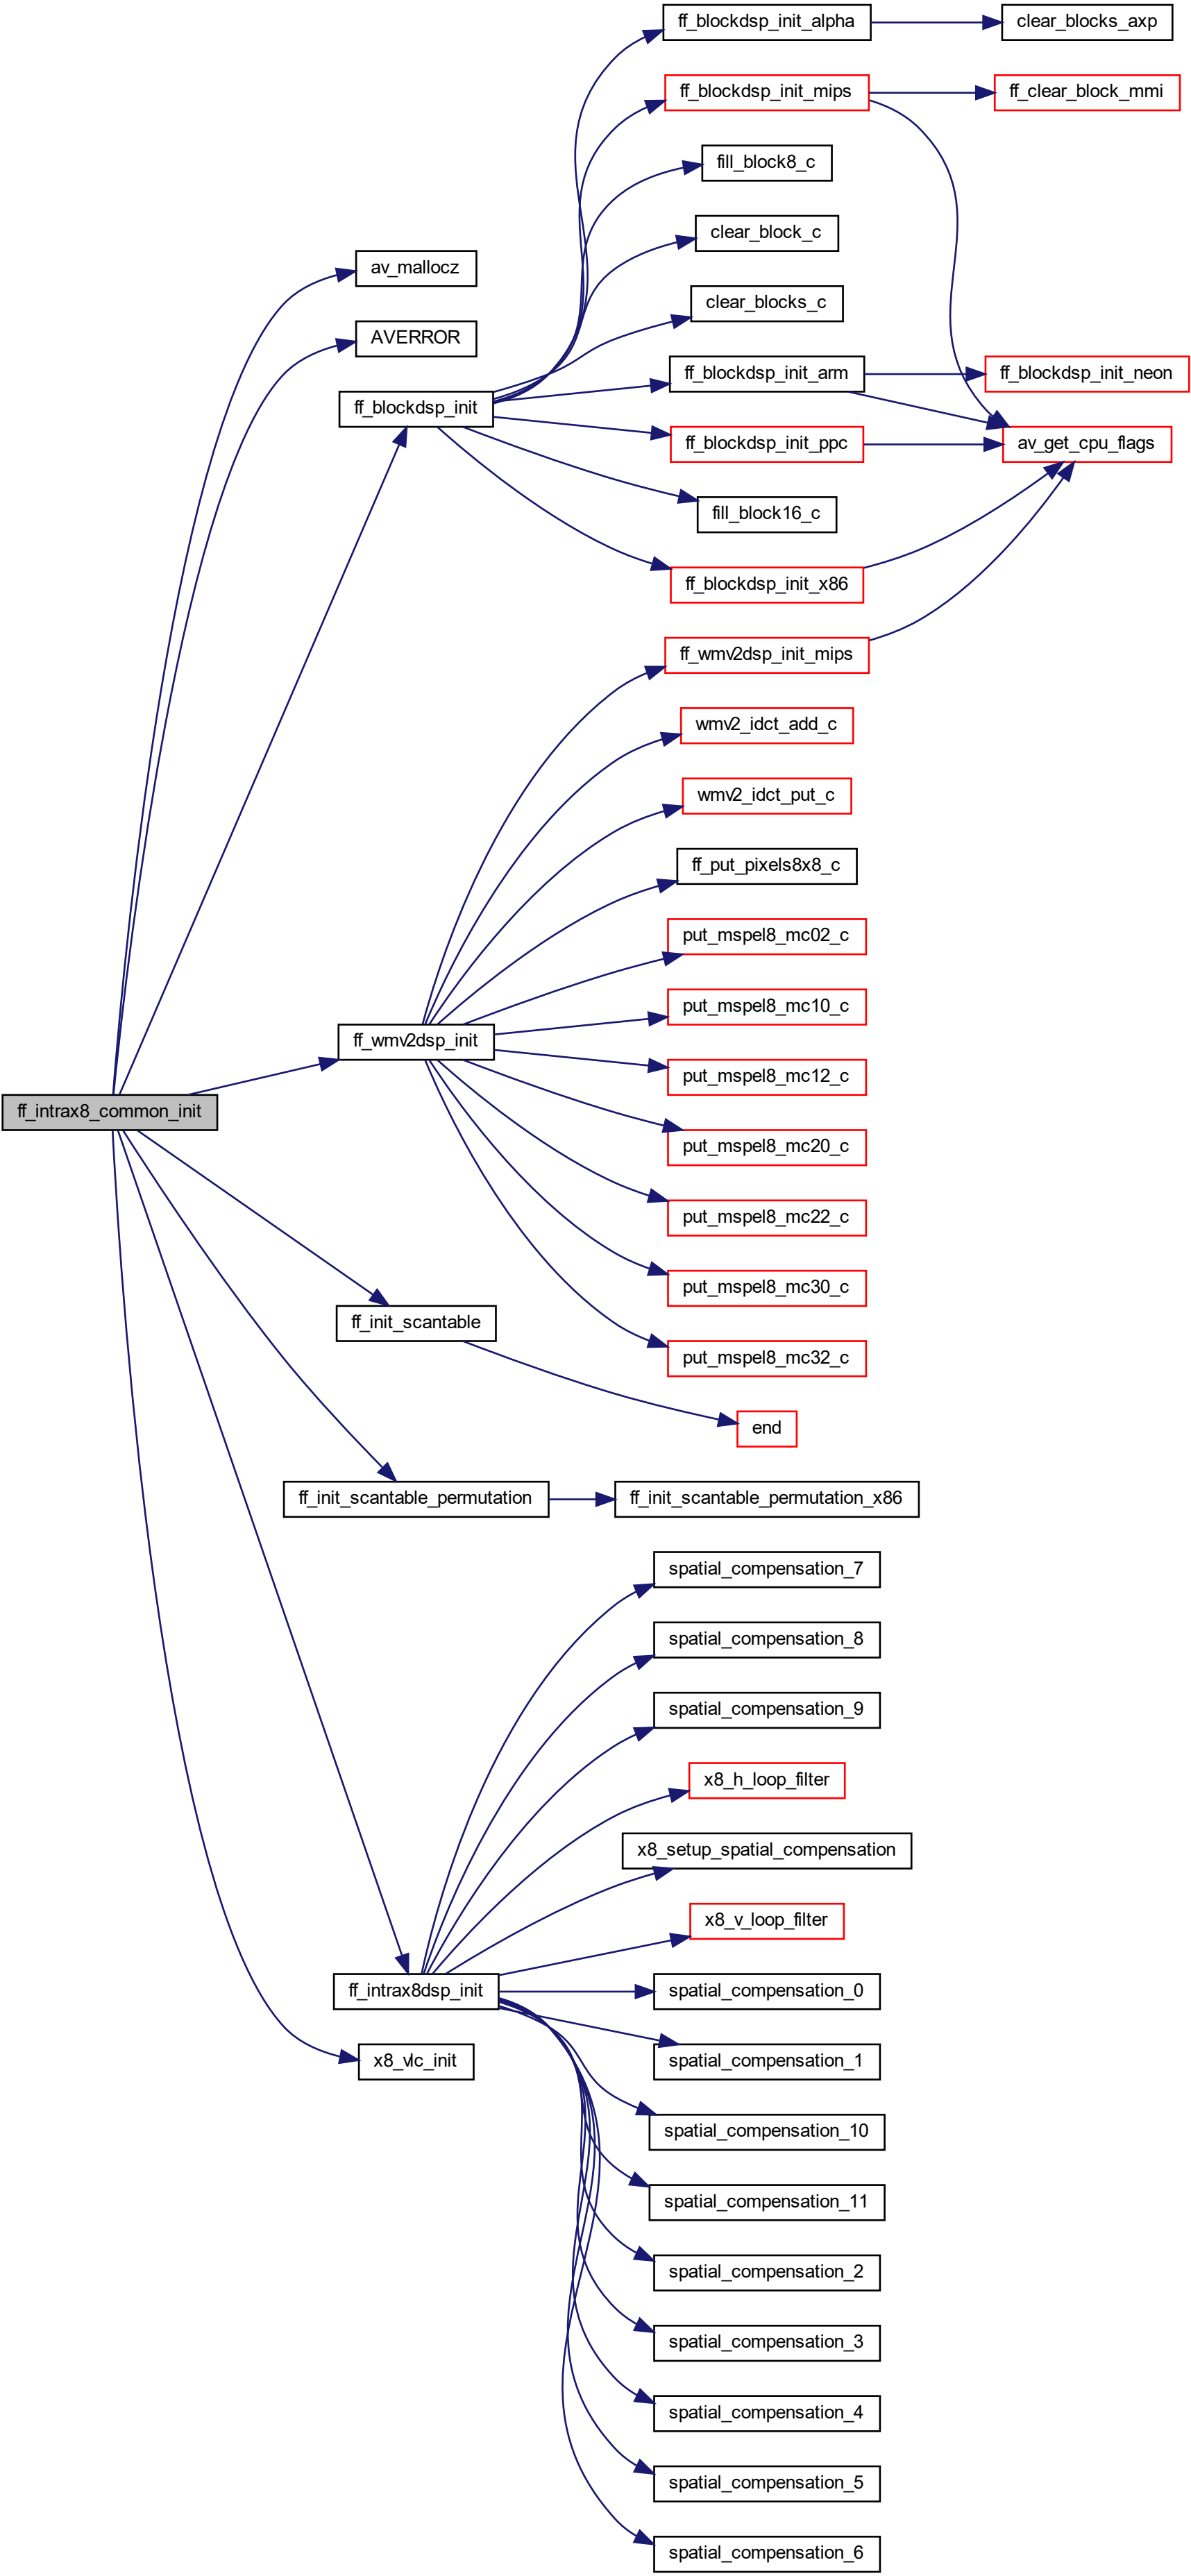 ff_blockdsp_init_alpha
clear_blocks_axp
ff_blockdsp_init_mips
ff_clear_block_mmi
fill_block8_c
clear_block_c
av_mallocz
clear_blocks_c
AVERROR
ff_blockdsp_init_arm
ff_blockdsp_init_neon
ff_blockdsp_init
ff_blockdsp_init_ppc
av_get_cpu_flags
fill_block16_c
ff_blockdsp_init_x86
ff_wmv2dsp_init_mips
wmv2_idct_add_c
wmv2_idct_put_c
ff_put_pixels8x8_c
put_mspel8_mc02_c
put_mspel8_mc10_c
ff_wmv2dsp_init
put_mspel8_mc12_c
ff_intrax8_common_init
put_mspel8_mc20_c
put_mspel8_mc22_c
put_mspel8_mc30_c
ff_init_scantable
put_mspel8_mc32_c
end
ff_init_scantable_permutation
ff_init_scantable_permutation_x86
spatial_compensation_7
spatial_compensation_8
spatial_compensation_9
x8_h_loop_filter
x8_setup_spatial_compensation
x8_v_loop_filter
ff_intrax8dsp_init
spatial_compensation_0
x8_vlc_init
spatial_compensation_1
spatial_compensation_10
spatial_compensation_11
spatial_compensation_2
spatial_compensation_3
spatial_compensation_4
spatial_compensation_5
spatial_compensation_6